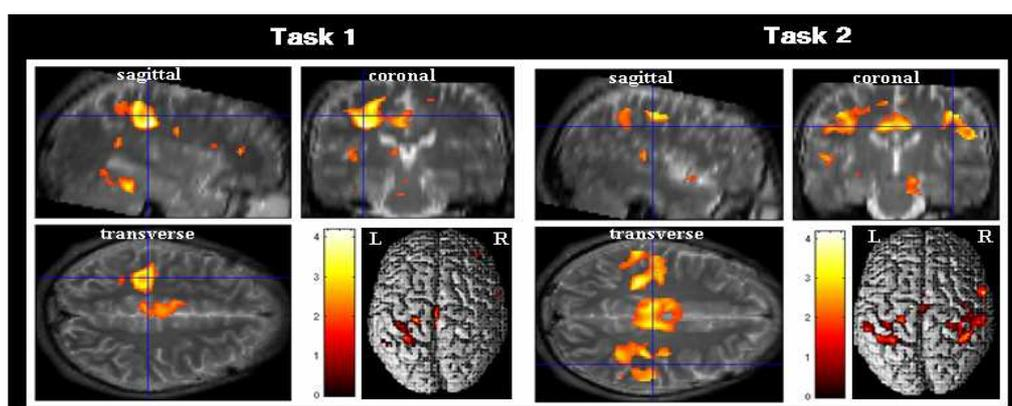 Task 1
Task 2
sagittal
coronal
sagittal
coronal
transverse
4
3
2
1
0
L
R
transverse
4
3
2
1
0
L
R